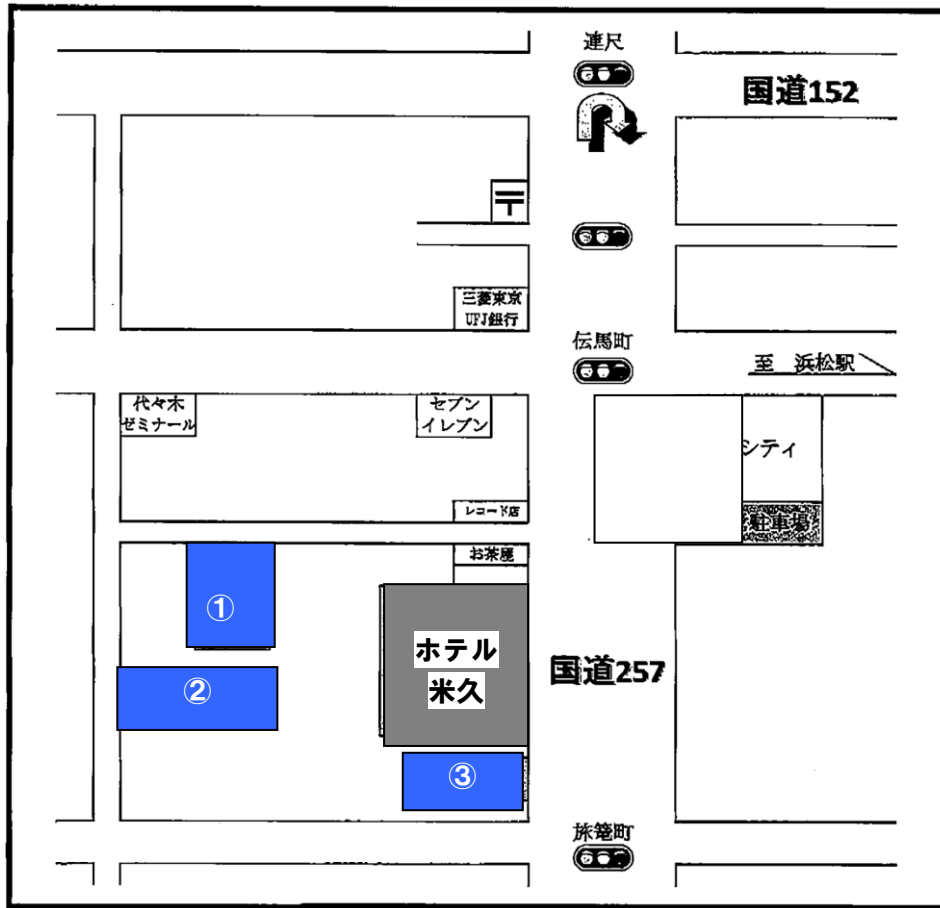 連尺
国道152
〒
三菱東京
UFJ銀行
伝馬町
至 浜松駅
代々木
ゼミナール
セブン
イレブン
シティ
レコード店
駐車場
お茶屋
①
ホテル
米久
国道257
②
③
旅篭町